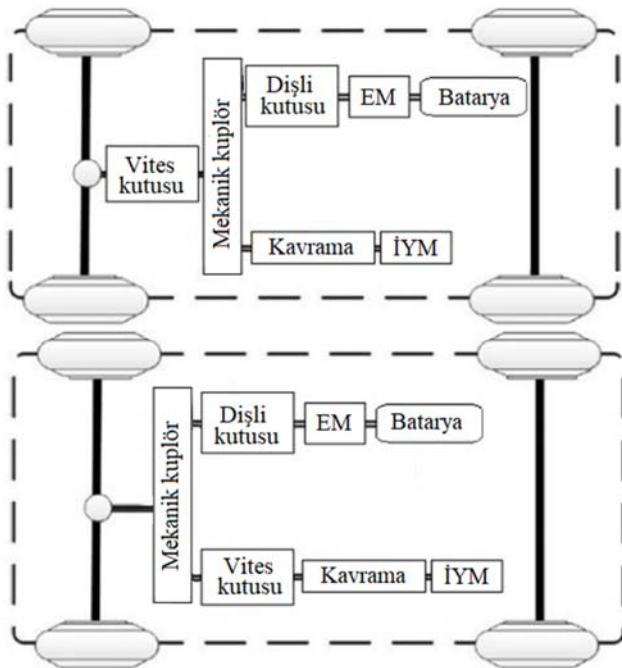 Dişli
kutusu
EM
Batarya
Mekanik kuplör
Vites
kutusu
Kavrama
İYM
Dişli
kutusu
EM
Batarya
Mekanik kuplör
Vites
kutusu
Kavrama
İYM